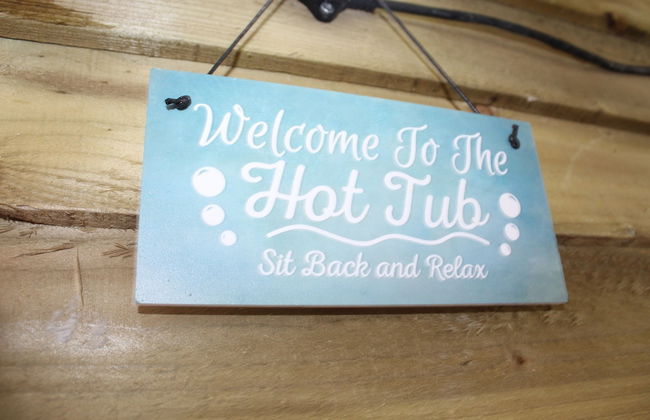 Welcome To The
Hot Tub
Sit Back and Relax